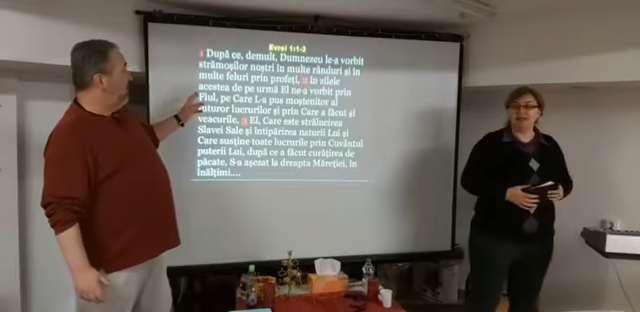 Evrei 1:1-3
1 După ce, demult, Dumnezeu le-a vorbit
strămoșilor noștri în multe rânduri și în
multe feluri prin profeți, 2 în zilele
acestea de pe urmă El ne-a vorbit prin
Fiul, pe Care L-a pus moștenitor al
tuturor lucrurilor și prin Care a făcut și
veacurile. 3 El, Care este strălucirea
Slavei Sale și întipărirea naturii Lui și
Care susține toate lucrurile prin Cuvântul
puterii Lui, după ce a făcut curățirea de
păcate, S-a așezat la dreapta Măreției, în
înălțimi....